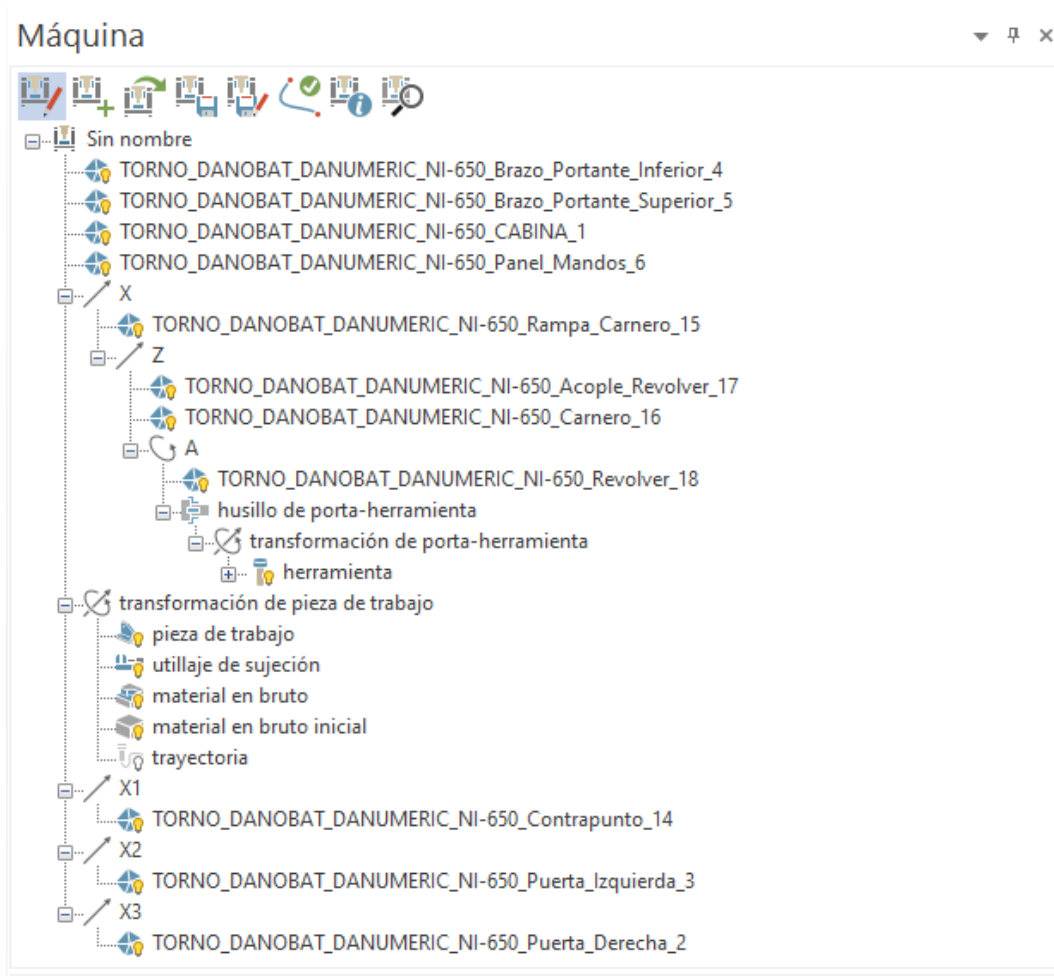 Máquina
Sin nombre
TORNO_DANOBAT_DANUMERIC_NI-650_Brazo_Portante_Inferior_4
TORNO_DANOBAT_DANUMERIC_NI-650_Brazo_Portante_Superior_5
TORNO_DANOBAT_DANUMERIC_NI-650_CABINA_1
TORNO_DANOBAT_DANUMERIC_NI-650_Panel_Mandos_6
X
TORNO_DANOBAT_DANUMERIC_NI-650_Rampa_Carnero_15
Z
TORNO_DANOBAT_DANUMERIC_NI-650_Acople_Revolver_17
TORNO_DANOBAT_DANUMERIC_NI-650_Carnero_16
A
TORNO_DANOBAT_DANUMERIC_NI-650_Revolver_18
husillo de porta-herramienta
transformación de porta-herramienta
herramienta
transformación de pieza de trabajo
pieza de trabajo
utillaje de sujeción
material en bruto
material en bruto inicial
trayectoria
X1
TORNO_DANOBAT_DANUMERIC_NI-650_Contrapunto_14
X2
TORNO_DANOBAT_DANUMERIC_NI-650_Puerta_Izquierda_3
X3
TORNO_DANOBAT_DANUMERIC_NI-650_Puerta_Derecha_2